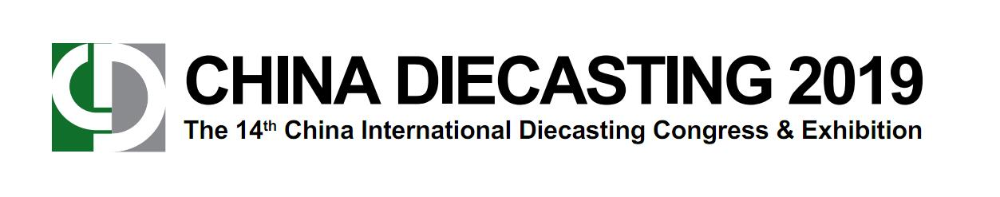 CHINA DIECASTING 2019
The 14th China International Diecasting Congress & Exhibition